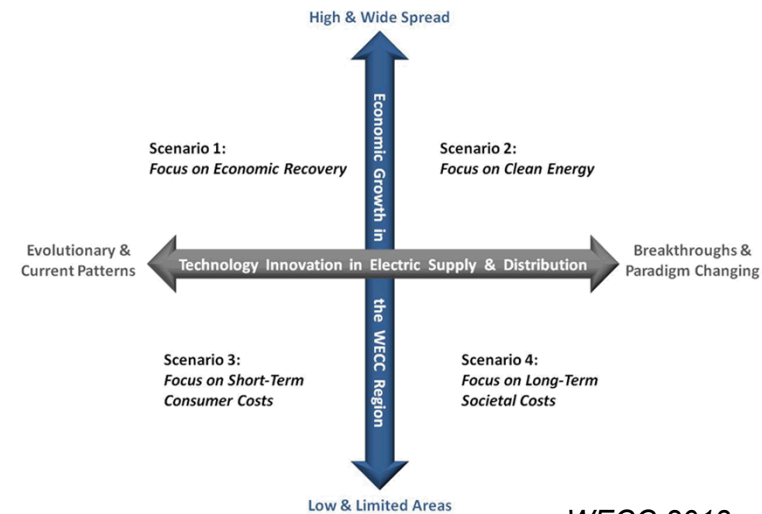 High & Wide Spread
Economic Growth in
Scenario 1:
Focus on Economic Recovery
Scenario 2:
Focus on Clean Energy
Evolutionary &
Current Patterns
Technology Innovation in Electric Supply & Distribution
Breakthroughs &
Paradigm Changing
the WECC Region
Scenario 3:
Focus on Short-Term
Consumer Costs
Scenario 4:
Focus on Long-Term
Societal Costs
Low & Limited Areas